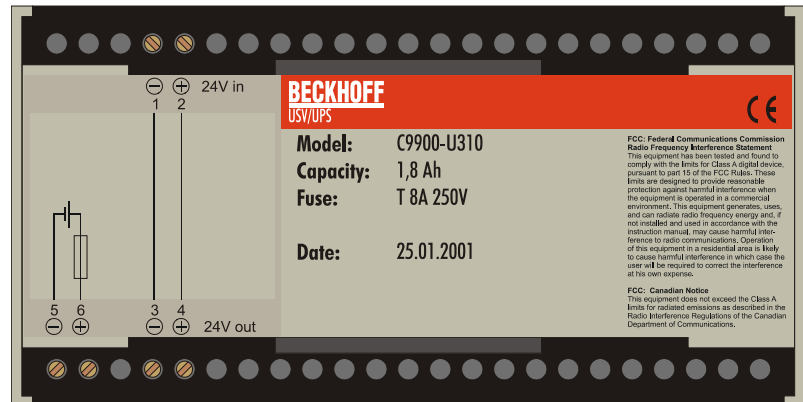 ⊖ ⊕ 24V in
1 2
BECKHOFF
USV/UPS
CE
Model: C9900-U310
Capacity: 1,8 Ah
Fuse: T 8A 250V
Date: 25.01.2001
FCC: Federal Communications Commission
Radio Frequency Interference Statement
This equipment has been tested and found to
comply with the limits for Class A digital device,
pursuant to part 15 of the FCC Rules. These
limits are designed to provide reasonable
protection against harmful interference when
the equipment is operated in a commercial
environment. This equipment generates, uses,
and can radiate radio frequency energy and, if
not installed and used in accordance with the
instruction manual, may cause harmful inter-
ference to radio communications. Operation
of this equipment in a residential area is likely
to cause harmful interference in which case the
user will be required to correct the interference
at his own expense.
FCC: Canadian Notice
This equipment does not exceed the Class A
limits for radiated emissions as described in the
Radio Interference Regulations of the Canadian
Department of Communications.
5 6 3 4
⊖ ⊕ ⊖ ⊕ 24V out